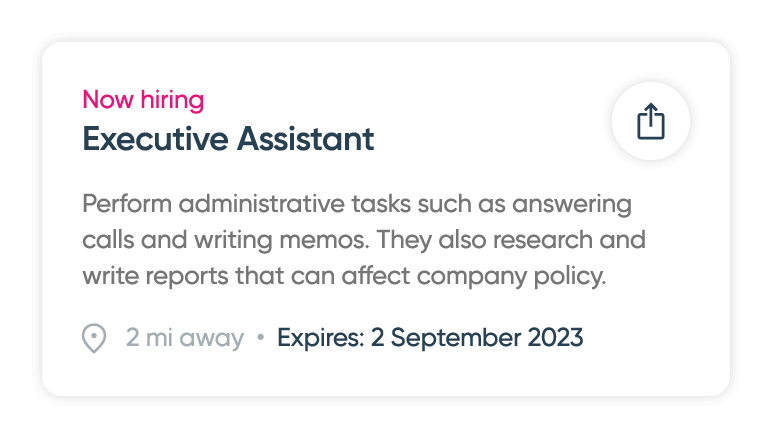 Now hiring
Executive Assistant
Perform administrative tasks such as answering
calls and writing memos. They also research and
write reports that can affect company policy.
2 mi away • Expires: 2 September 2023